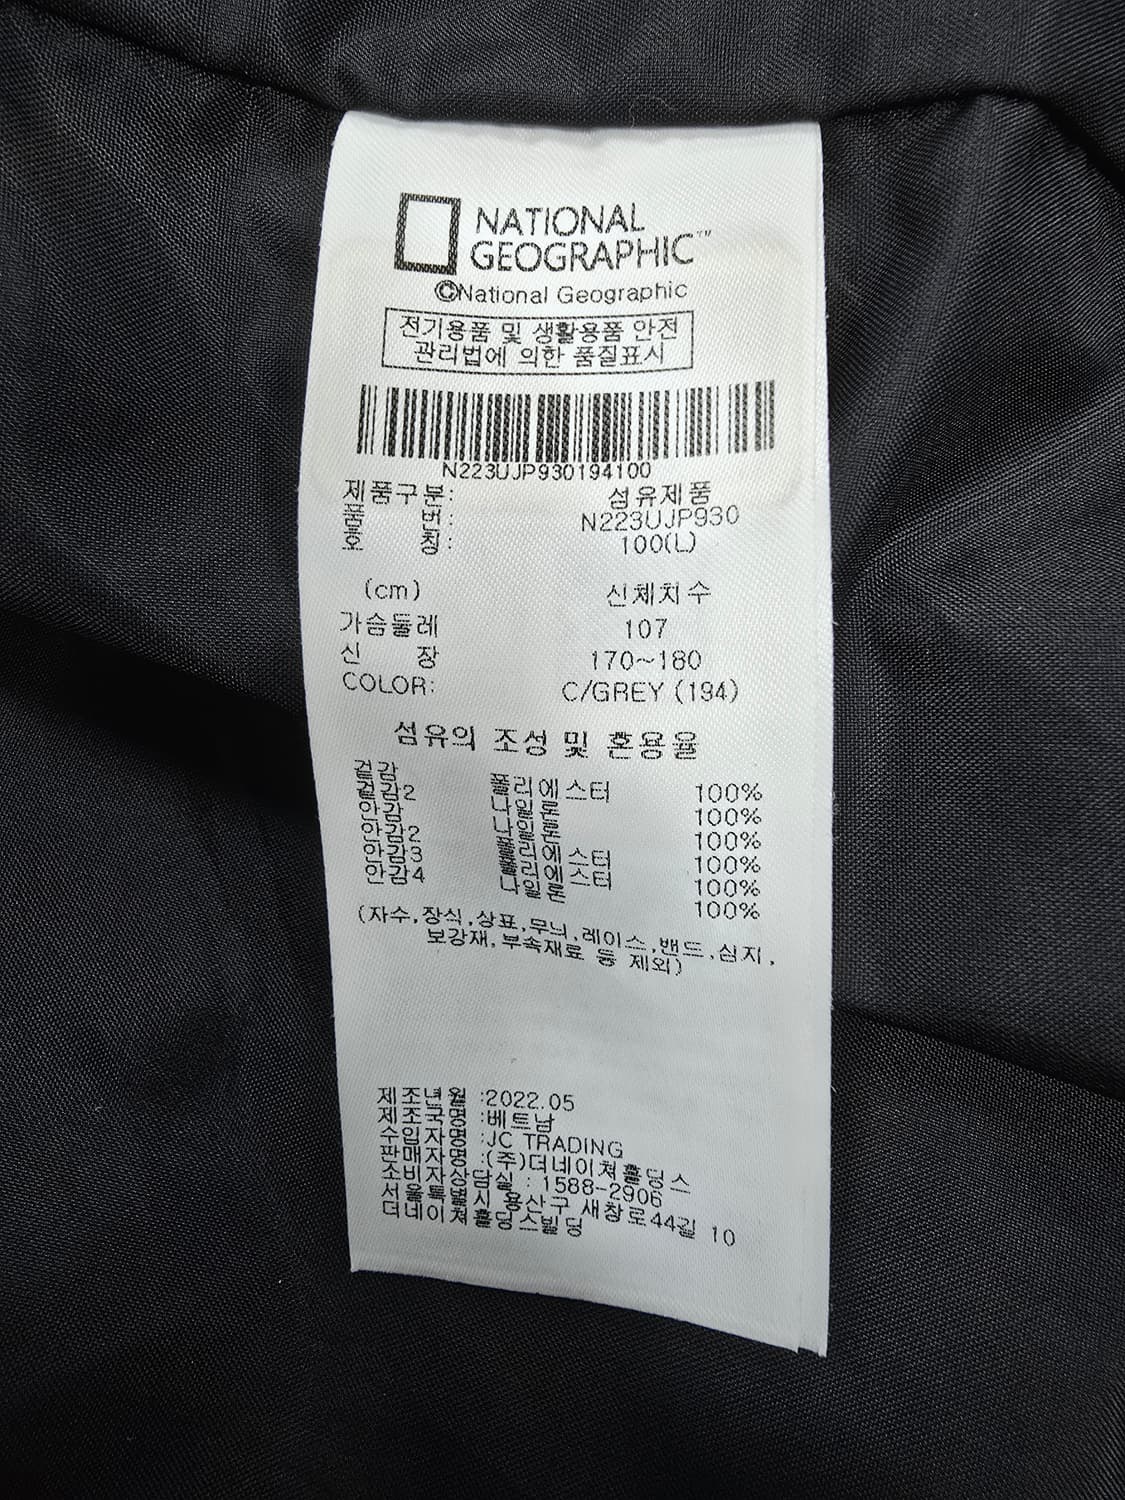 NATIONAL
GEOGRAPHIC™
©National Geographic
전기용품 및 생활용품 안전
관리법에 의한 품질표시
N223UJP930194100
제품구분: 섬유제품
품 번: N223UJP930
호 칭: 100(L)
(cm) 신체치수
가슴둘레 107
신 장 170~180
COLOR: C/GREY (194)
섬유의 조성 및 혼용율
겉감 폴리에스터 100%
겉감2 나일론 100%
안감 나일론 100%
안감2 폴리에스터 100%
안감3 폴리에스터 100%
안감4 나일론 100%
(자수,장식,상표,무늬,레이스,밴드,심지,
보강재,부속재료 등 제외)
제조년월 :2022.05
제조국명 :베트남
수입자명 :JC TRADING
판매자명 :(주)더네이쳐홀딩스
소비자상담실 : 1588-2906
서울특별시 용산구 새창로44길 10
더네이쳐홀딩스빌딩